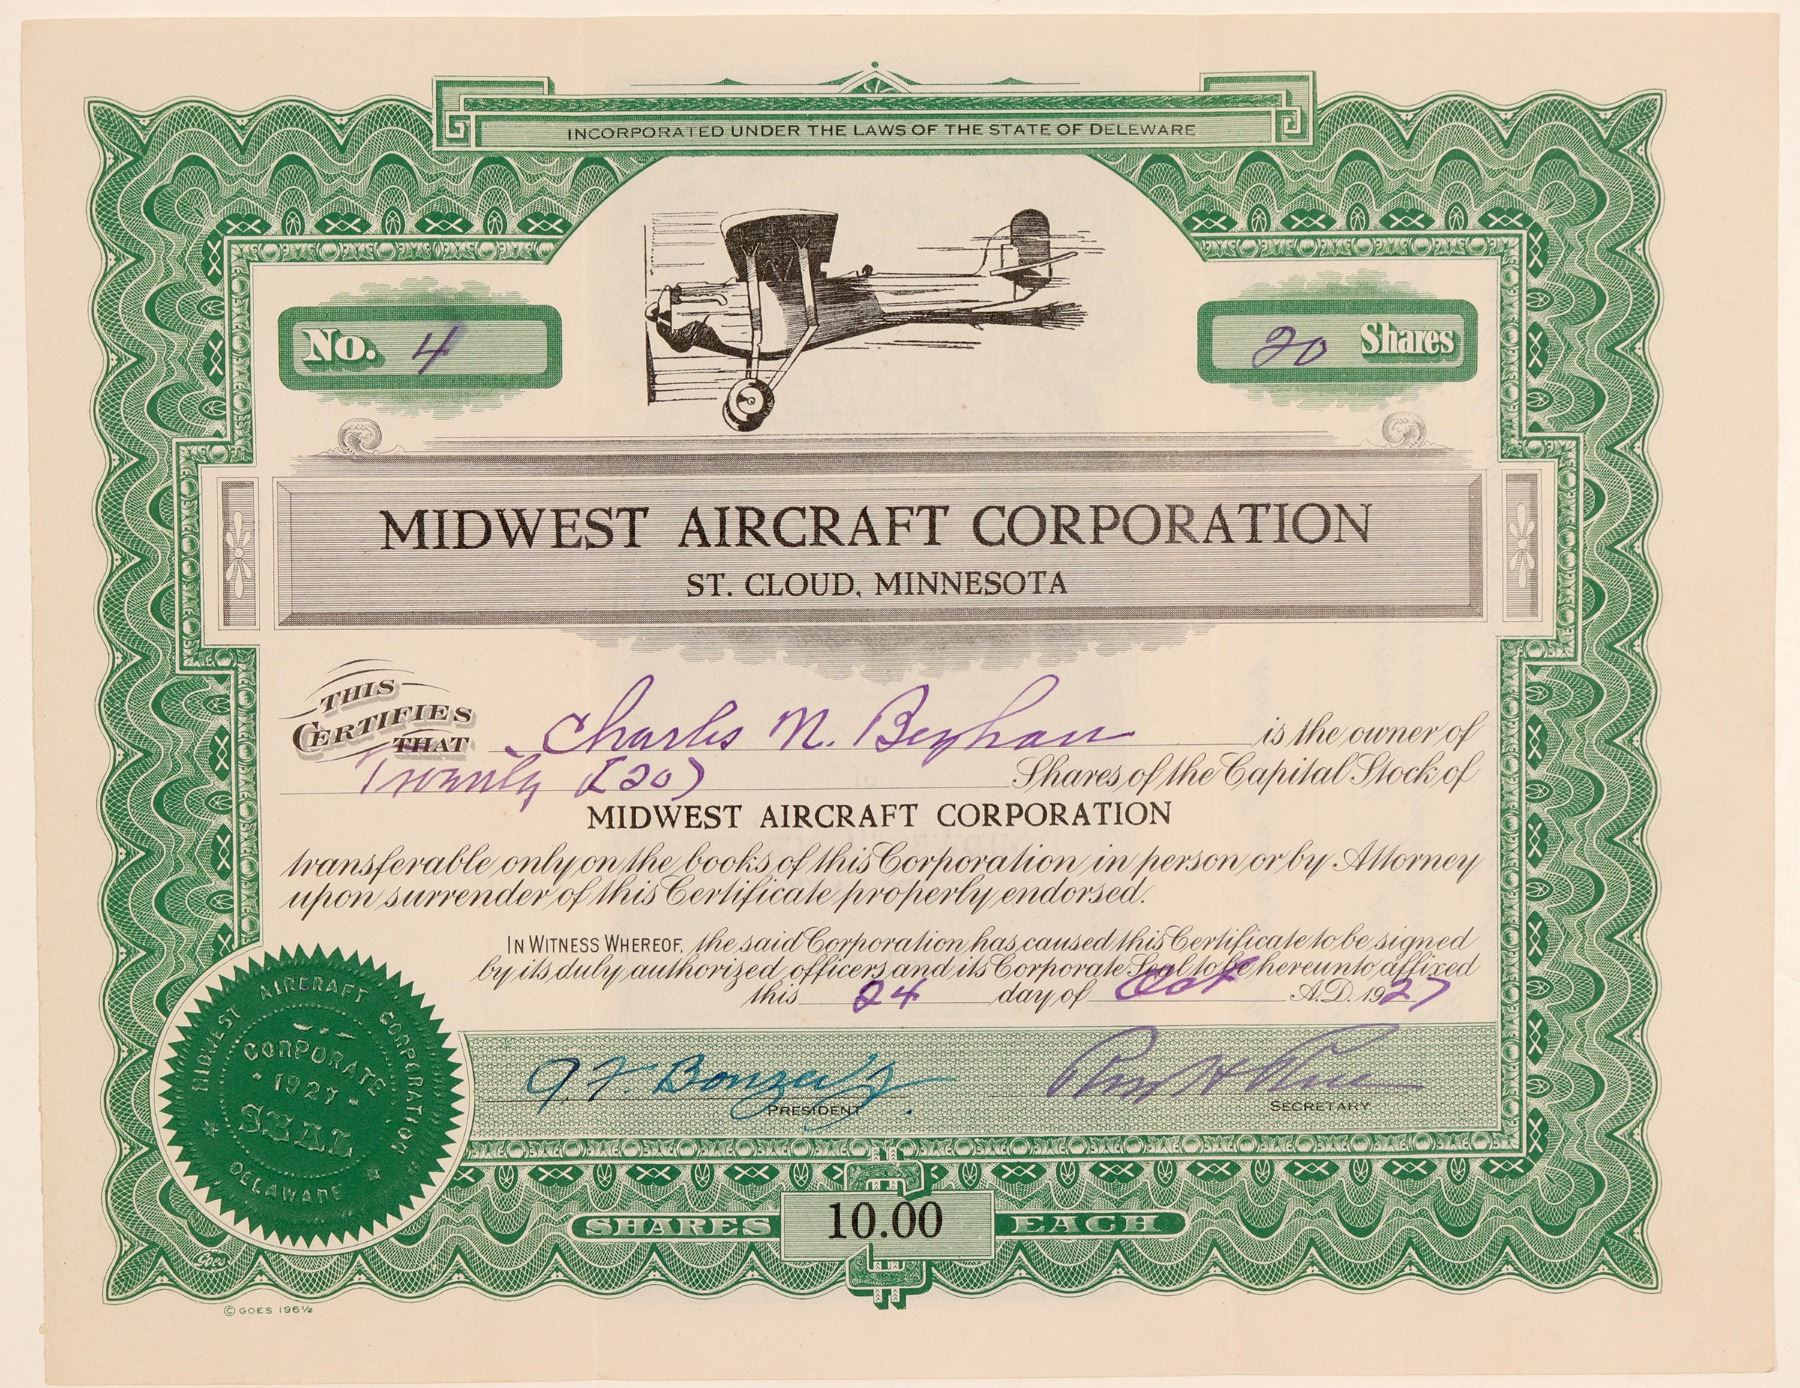 INCORPORATED UNDER THE LAWS OF THE STATE OF DELEWARE
No. 4
20 Shares
MIDWEST AIRCRAFT CORPORATION
ST. CLOUD, MINNESOTA
THIS CERTIFIES THAT Charles M. is the owner of
Twenty (20) Shares of the Capital Stock of
MIDWEST AIRCRAFT CORPORATION
transferable only on the books of this Corporation in person or by Attorney
upon surrender of this Certificate properly endorsed.
IN WITNESS WHEREOF, the said Corporation has caused this Certificate to be signed
by its duly authorized officers and its Corporate Seal to be hereunto affixed
this 24 day of Oct A.D. 1927
PRESIDENT
SECRETARY
MIDWEST AIRCRAFT CORPORATION
CORPORATE
1927
SEAL
DELAWARE
SHARES 10.00 EACH
Goes
© GOES 196½